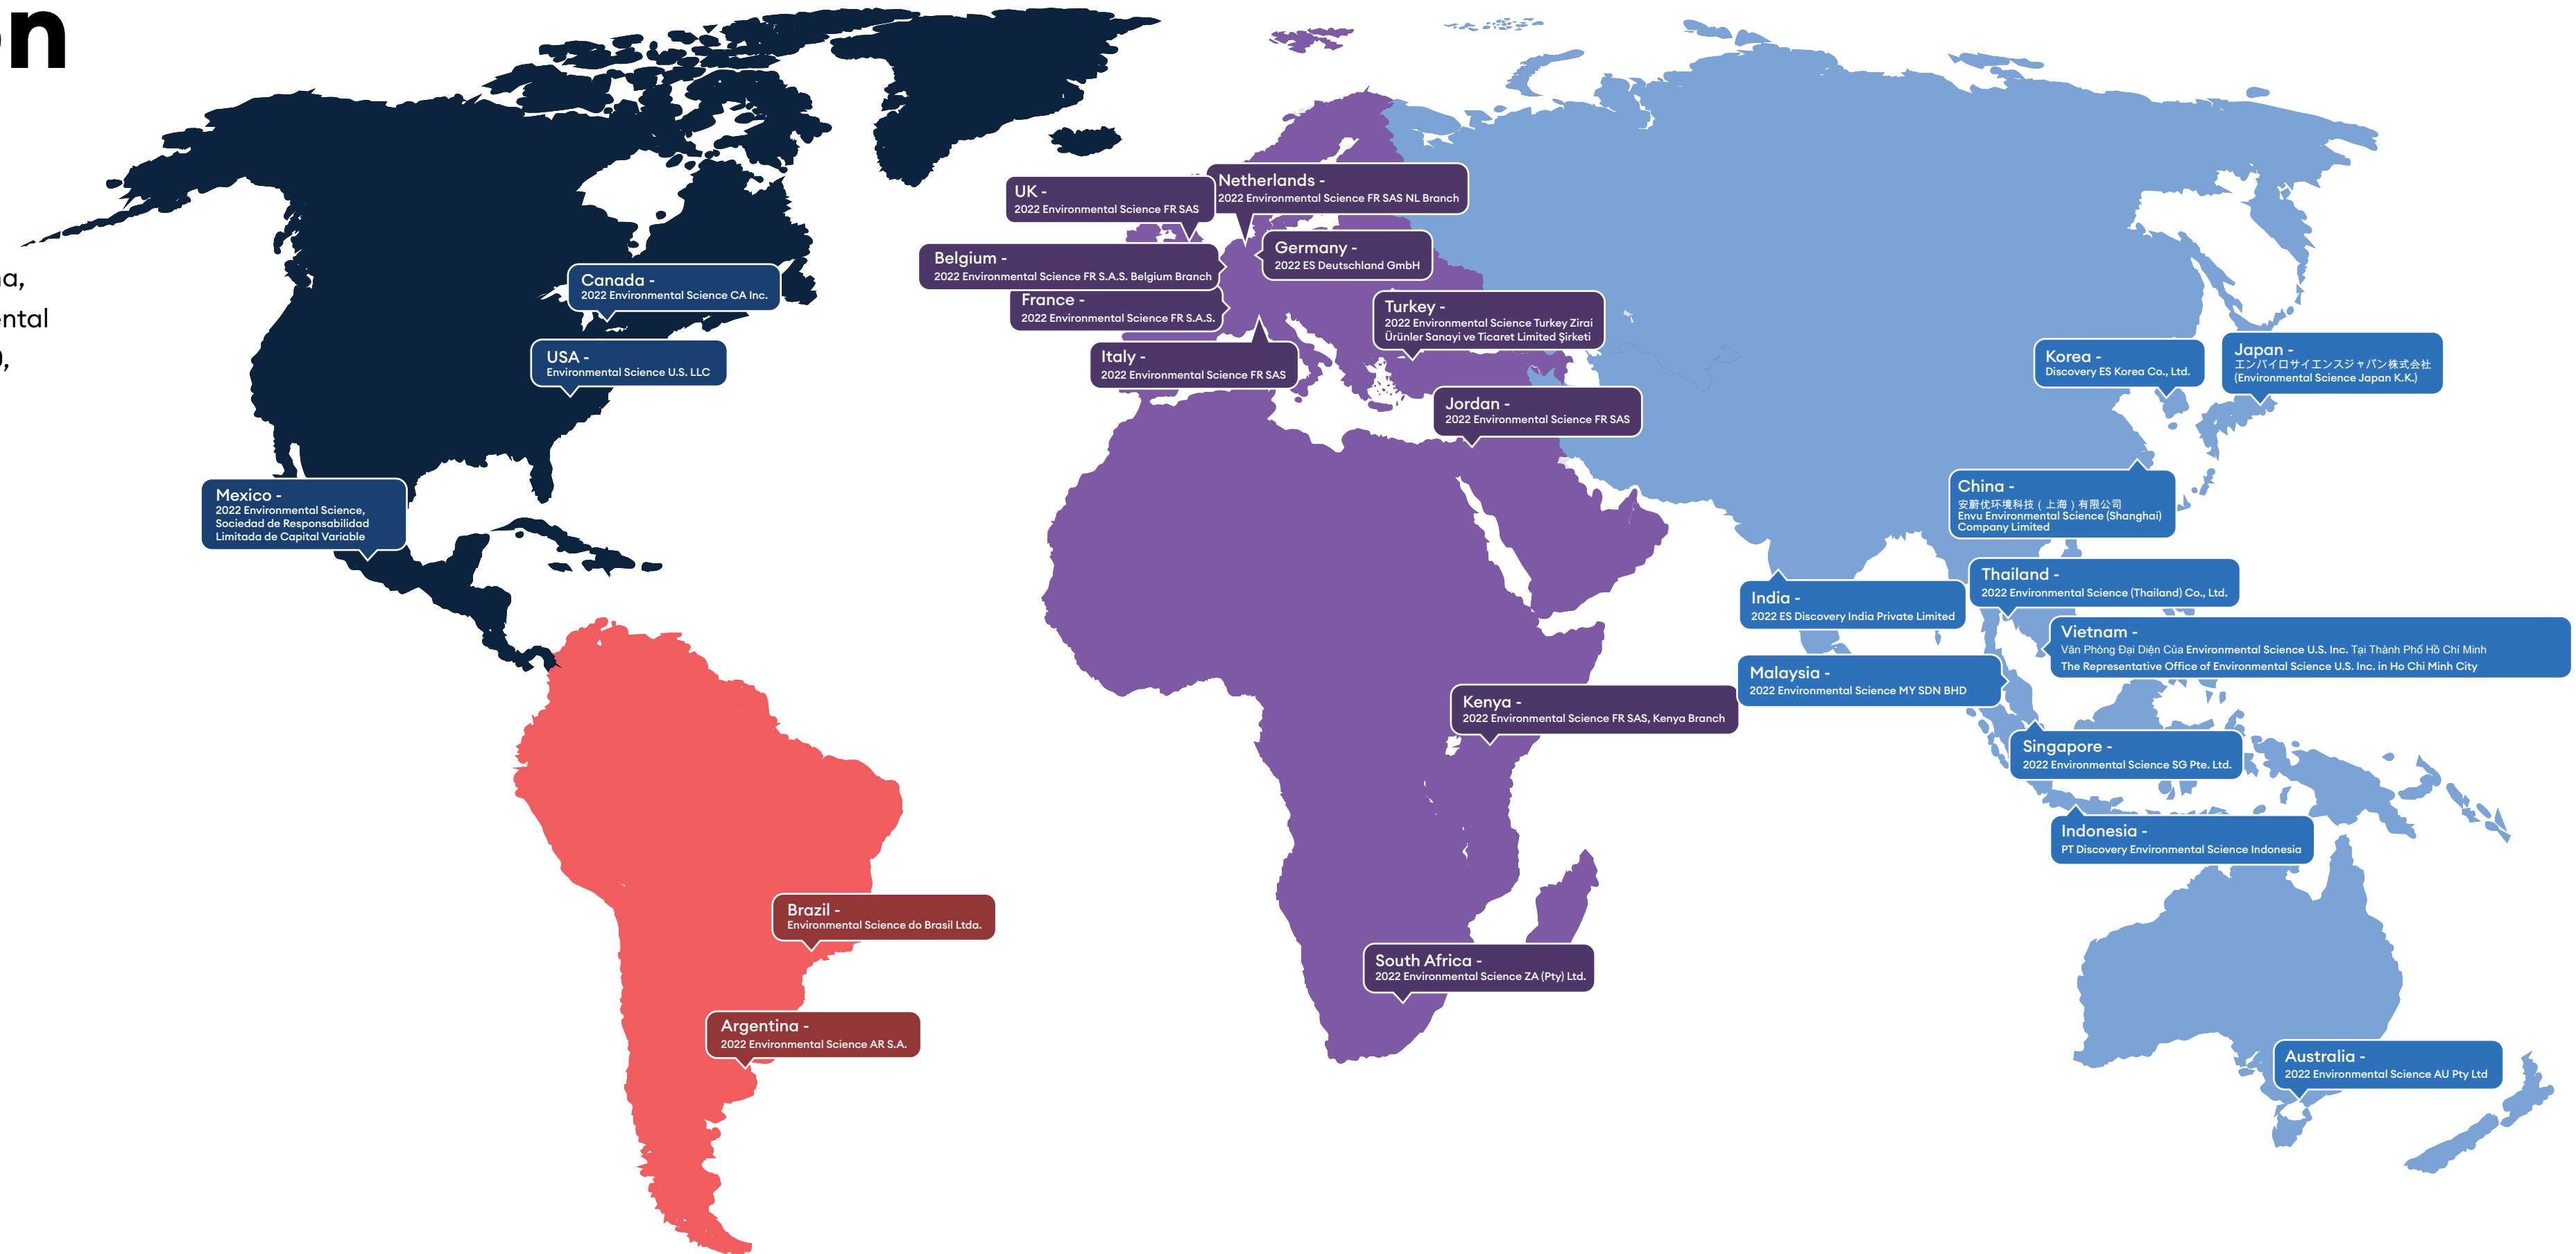 Canada -
2022 Environmental Science CA Inc.
USA -
Environmental Science U.S. LLC
Mexico -
2022 Environmental Science,
Sociedad de Responsabilidad
Limitada de Capital Variable
Brazil -
Environmental Science do Brasil Ltda.
Argentina -
2022 Environmental Science AR S.A.
UK -
2022 Environmental Science FR SAS
Netherlands -
2022 Environmental Science FR SAS NL Branch
Belgium -
2022 Environmental Science FR S.A.S. Belgium Branch
Germany -
2022 ES Deutschland GmbH
France -
2022 Environmental Science FR S.A.S.
Italy -
2022 Environmental Science FR SAS
Turkey -
2022 Environmental Science Turkey Zirai
Ürünler Sanayi ve Ticaret Limited Şirketi
Jordan -
2022 Environmental Science FR SAS
Kenya -
2022 Environmental Science FR SAS, Kenya Branch
South Africa -
2022 Environmental Science ZA (Pty) Ltd.
Korea -
Discovery ES Korea Co., Ltd.
Japan -
エンバイロサイエンスジャパン株式会社
(Environmental Science Japan K.K.)
China -
安蔚优环境科技（上海）有限公司
Envu Environmental Science (Shanghai)
Company Limited
Thailand -
2022 Environmental Science (Thailand) Co., Ltd.
India -
2022 ES Discovery India Private Limited
Vietnam -
Văn Phòng Đại Diện Của Environmental Science U.S. Inc. Tại Thành Phố Hồ Chí Minh
The Representative Office of Environmental Science U.S. Inc. in Ho Chi Minh City
Malaysia -
2022 Environmental Science MY SDN BHD
Singapore -
2022 Environmental Science SG Pte. Ltd.
Indonesia -
PT Discovery Environmental Science Indonesia
Australia -
2022 Environmental Science AU Pty Ltd